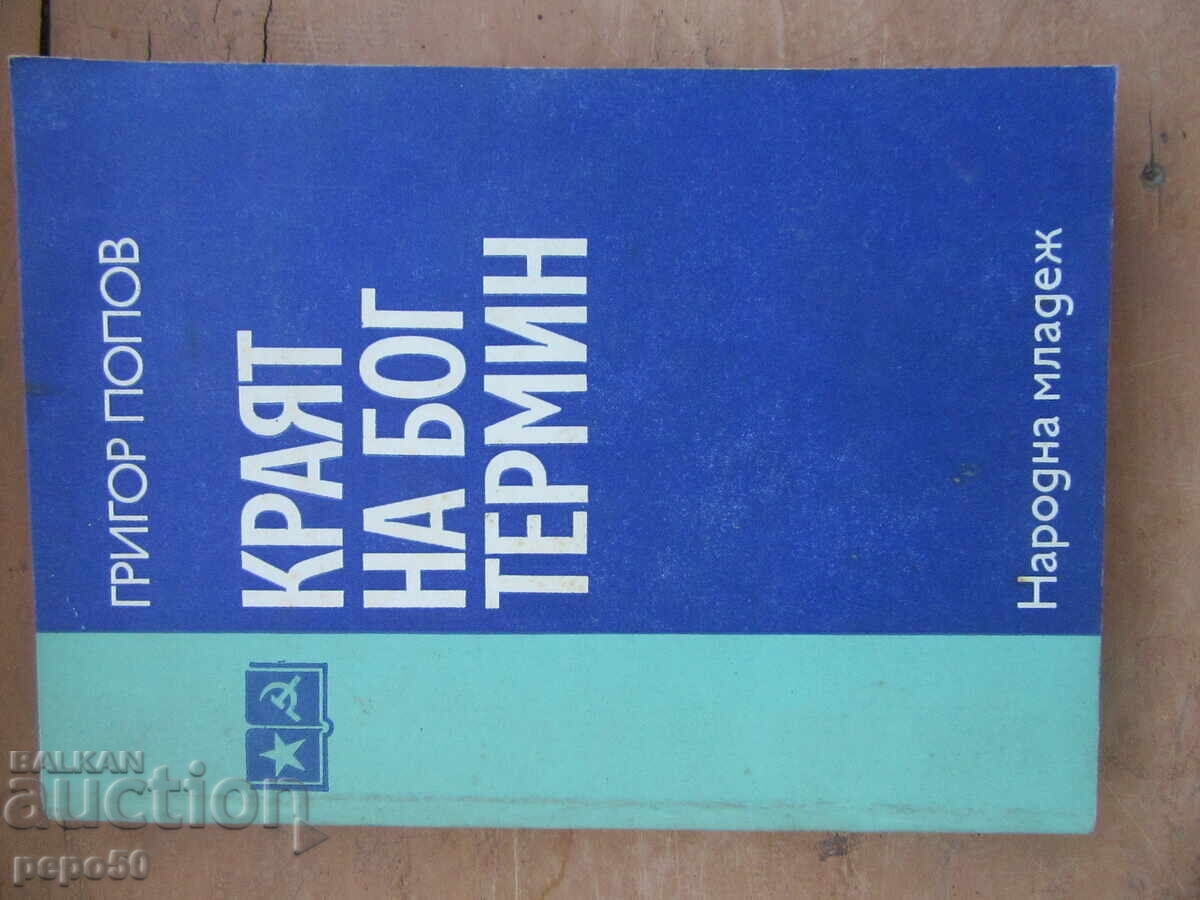 ГРИГОР ПОПОВ
КРАЯТ
НА БОГ
ТЕРМИН
Народна младеж
BALKAN
auction
pepo50